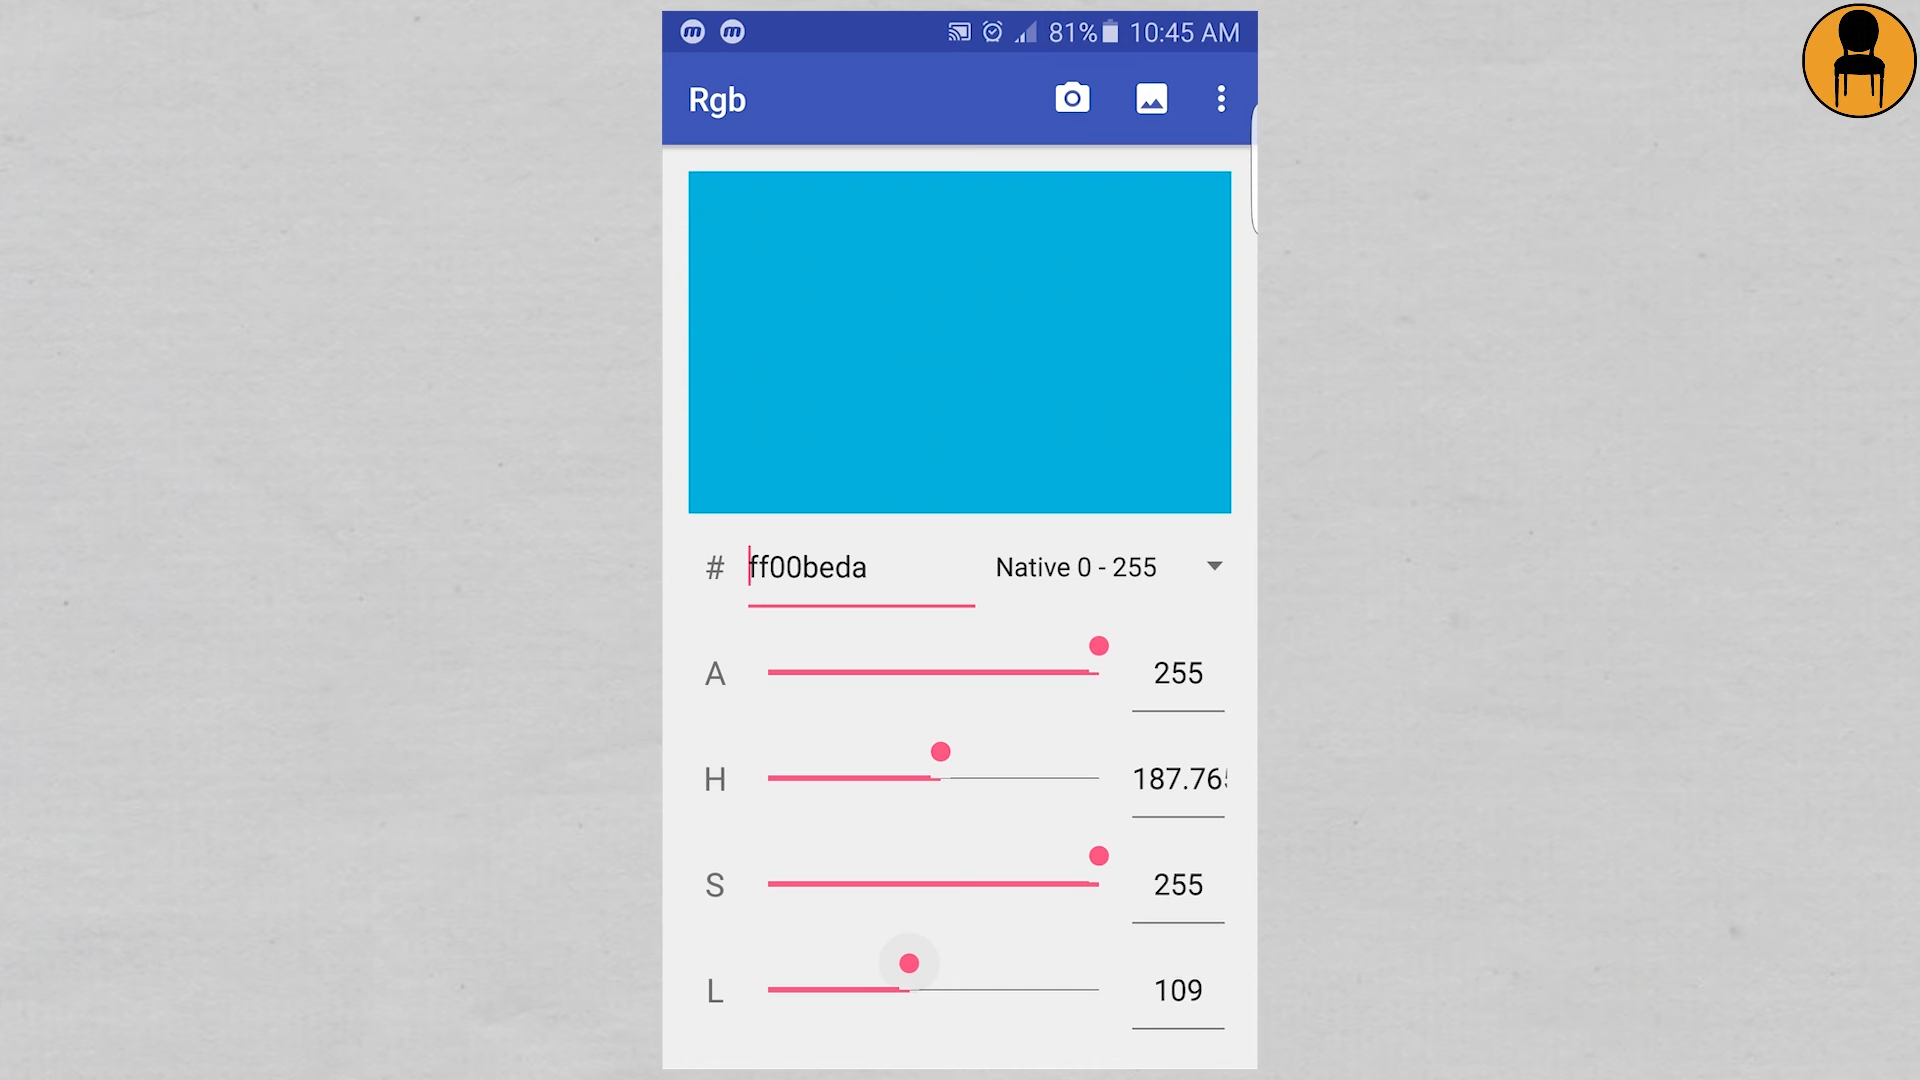 81% 10:45 AM
Rgb
# ff00beda Native 0 - 255
A 255
H 187.76
S 255
L 109